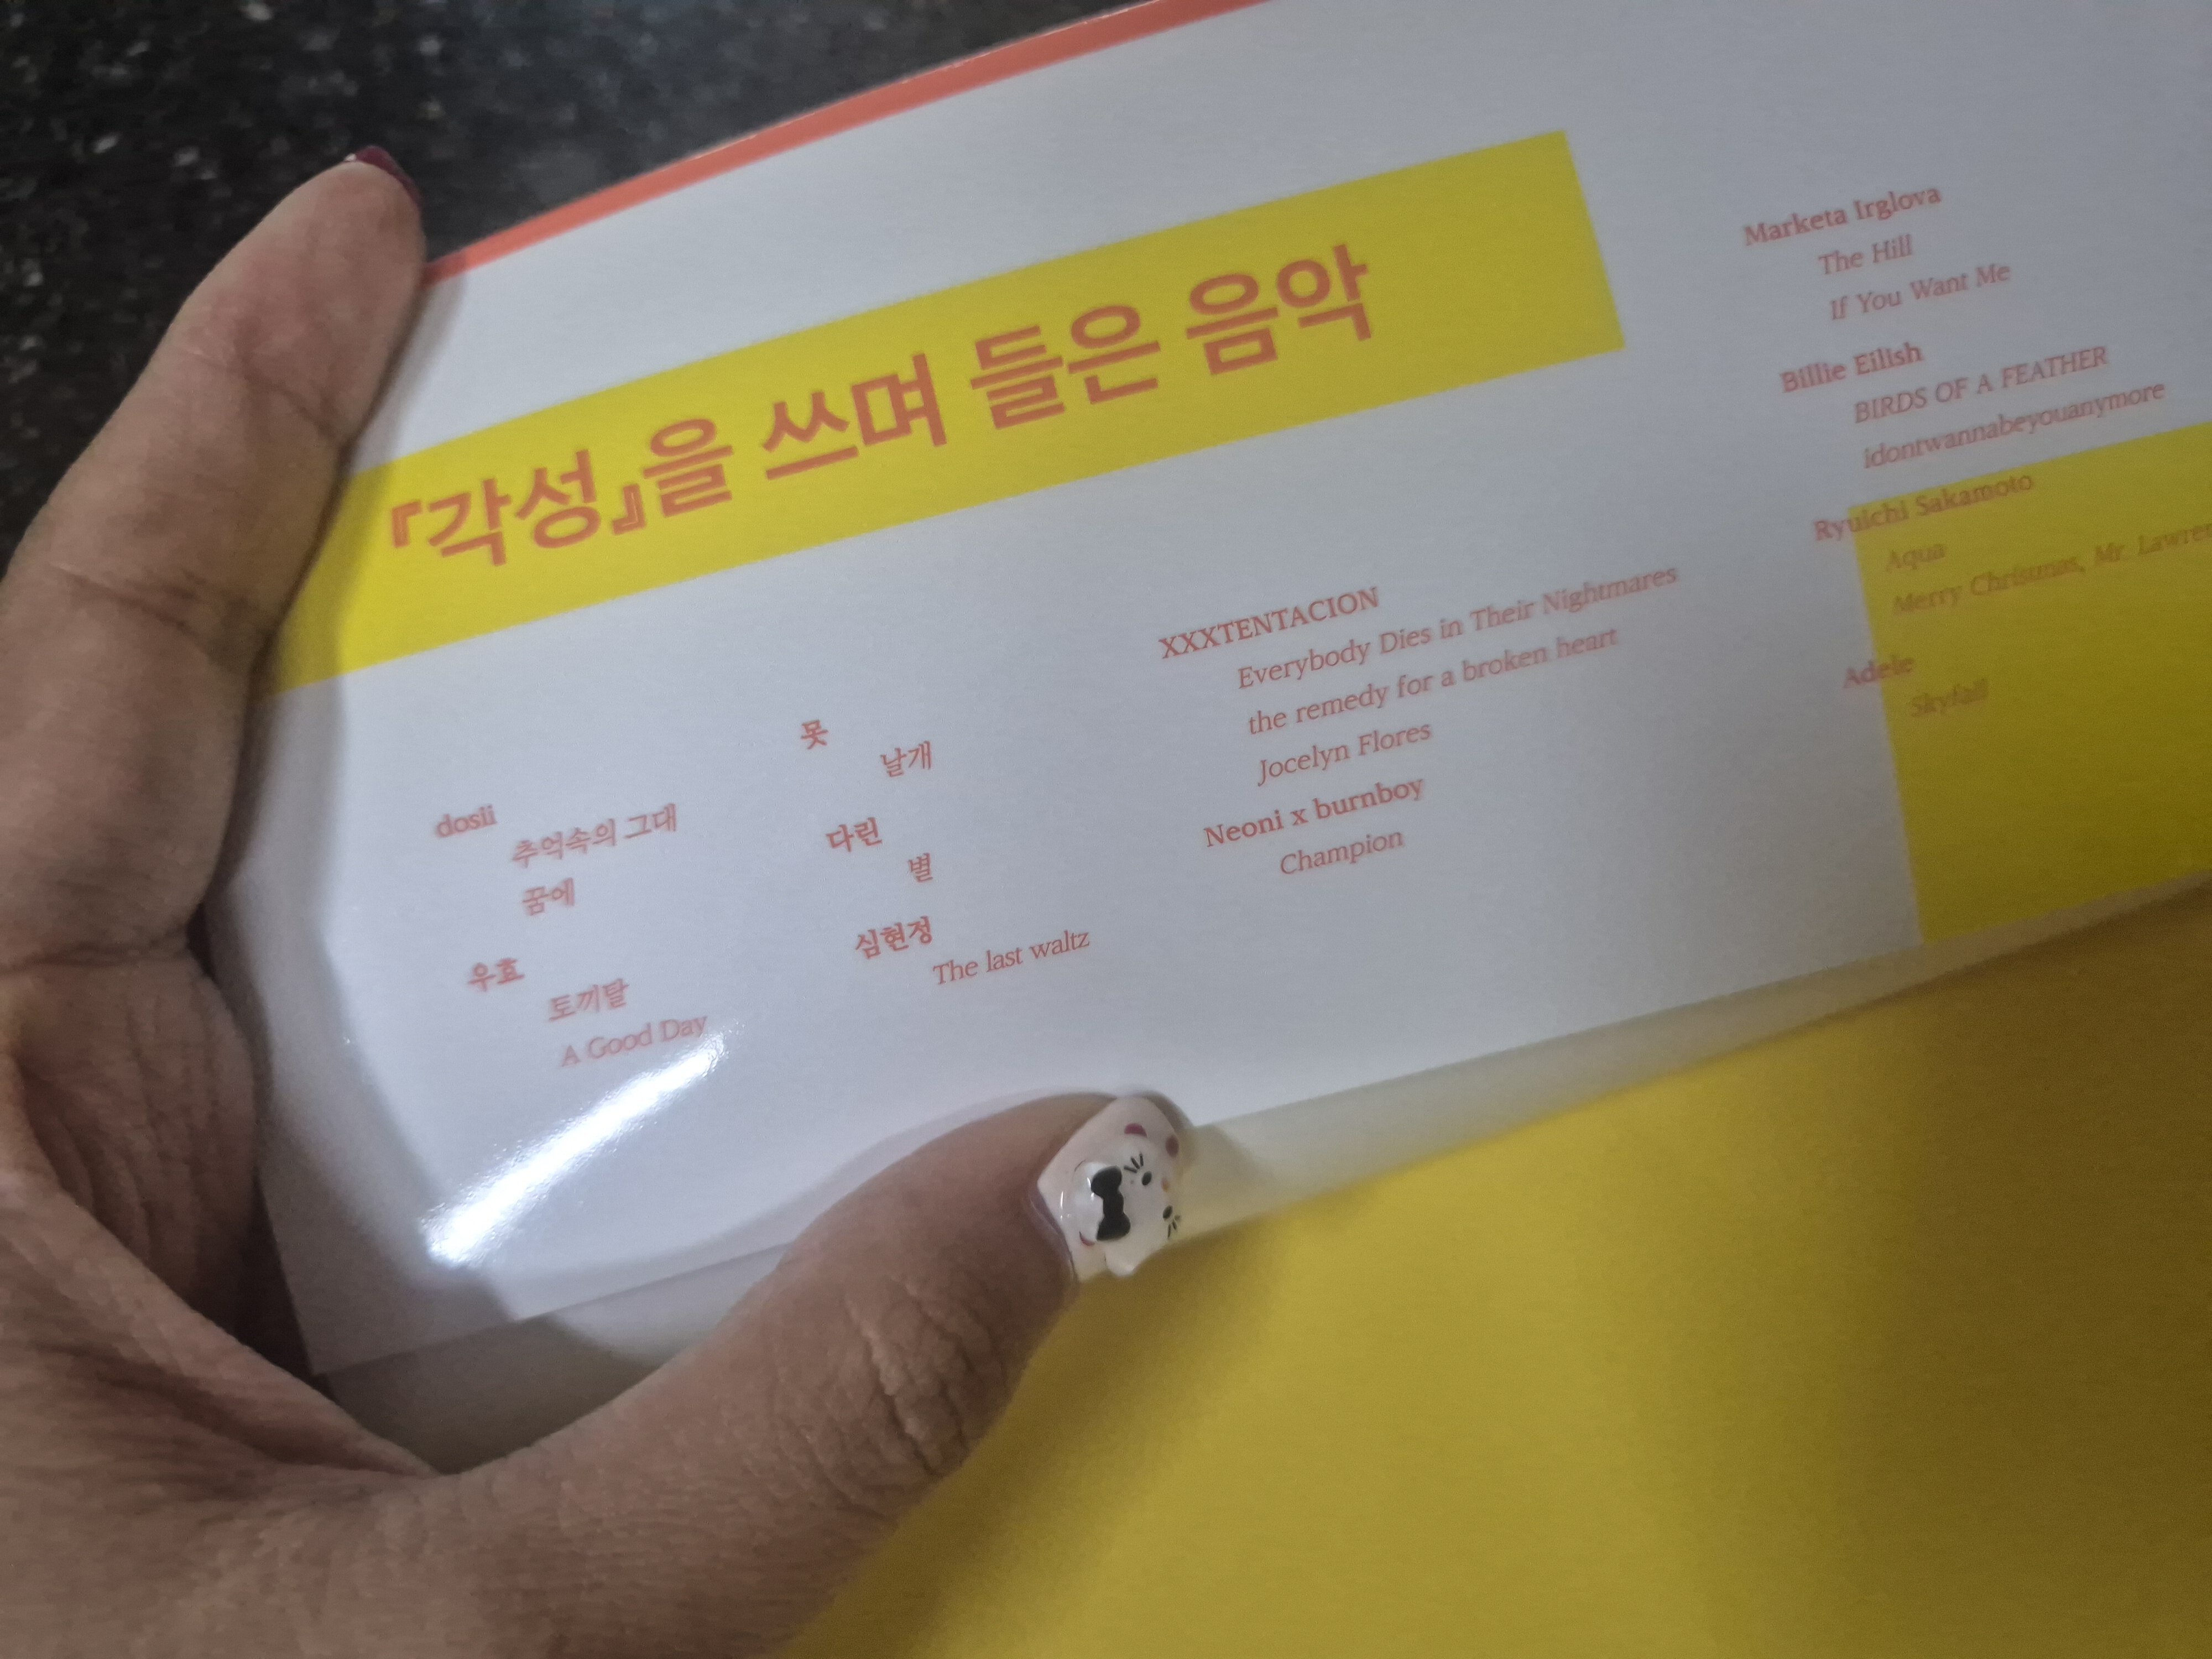 『각성』을 쓰며 들은 음악
dosii
추억속의 그대
꿈에
우효
토끼탈
A Good Day
못
날개
다린
별
심현정
The last waltz
XXXTENTACION
Everybody Dies in Their Nightmares
the remedy for a broken heart
Jocelyn Flores
Neoni x burnboy
Champion
Marketa Irglova
The Hill
If You Want Me
Billie Eilish
BIRDS OF A FEATHER
idontwannabeyouanymore
Ryuichi Sakamoto
Aqua
Merry Christmas, Mr.
Adele
Skyfall